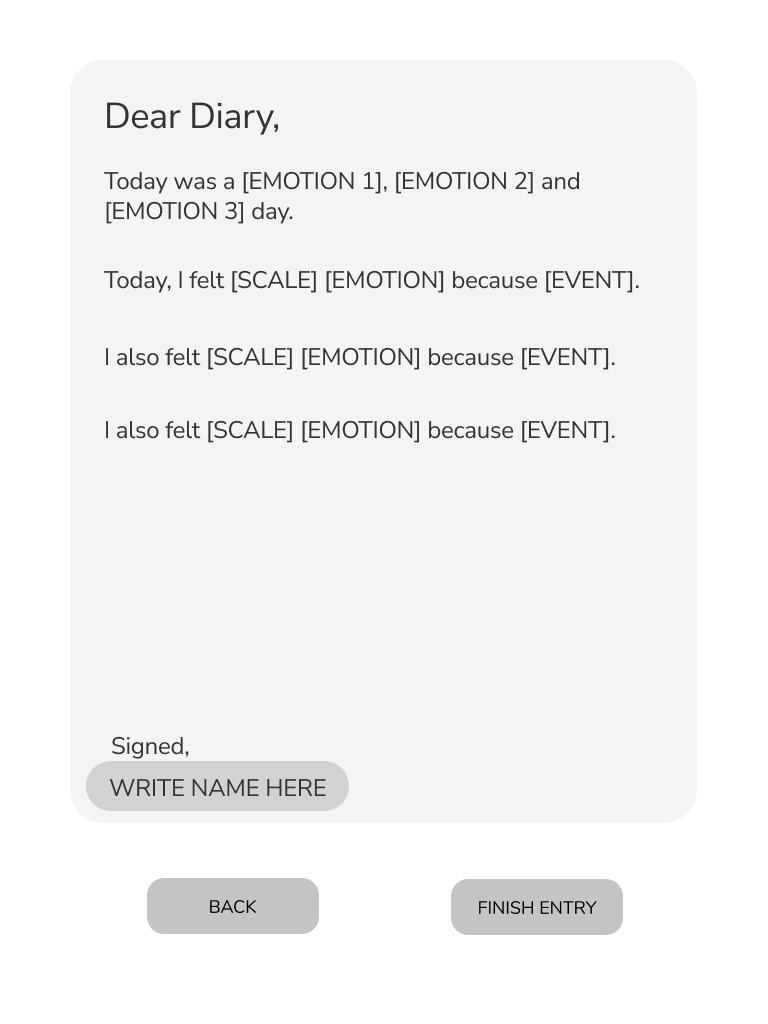 Dear Diary,
Today was a [EMOTION 1], [EMOTION 2] and
[EMOTION 3] day.
Today, I felt [SCALE] [EMOTION] because [EVENT].
I also felt [SCALE] [EMOTION] because [EVENT].
I also felt [SCALE] [EMOTION] because [EVENT].
Signed,
WRITE NAME HERE
BACK
FINISH ENTRY